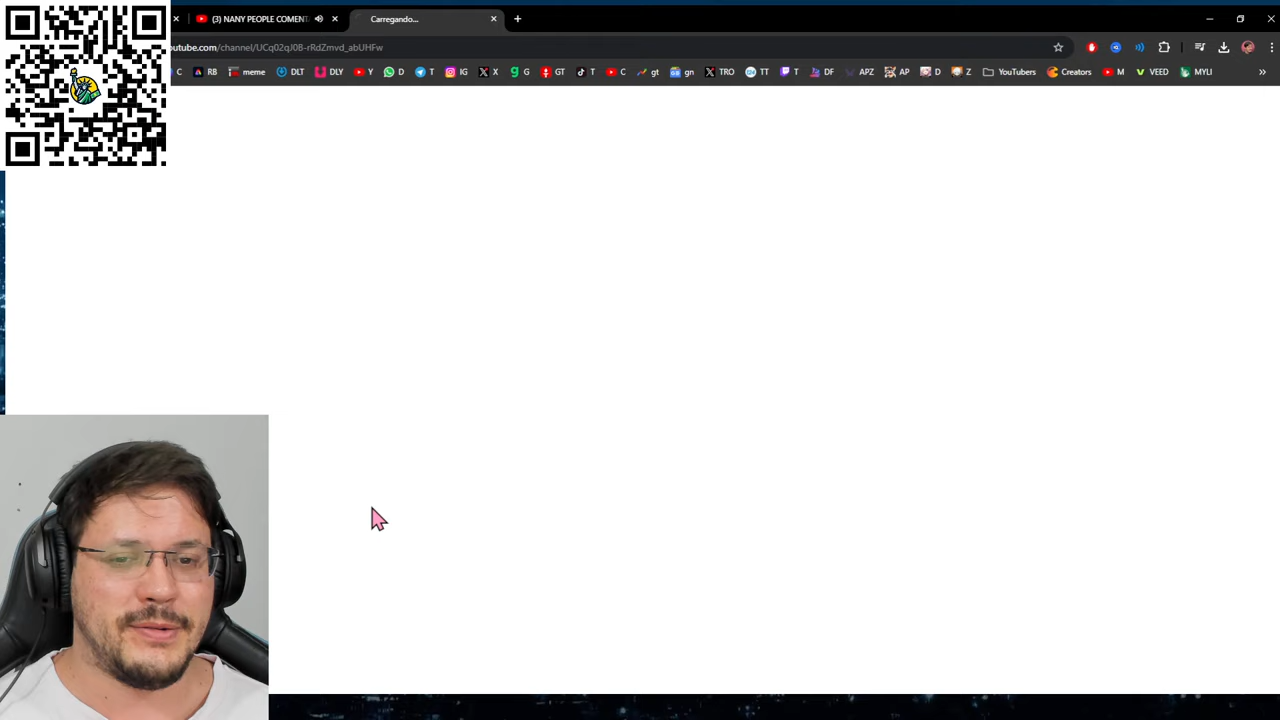 (3) NANY PEOPLE COMENT
Carregando...
outube.com/channel/UCq02qJ0B-rRdZmvd_abUHFw
C RB meme DLT DLY Y D T IG X G GT T C gt gn TRO TT T DF APZ AP D Z YouTubers Creators M VEED MYLI